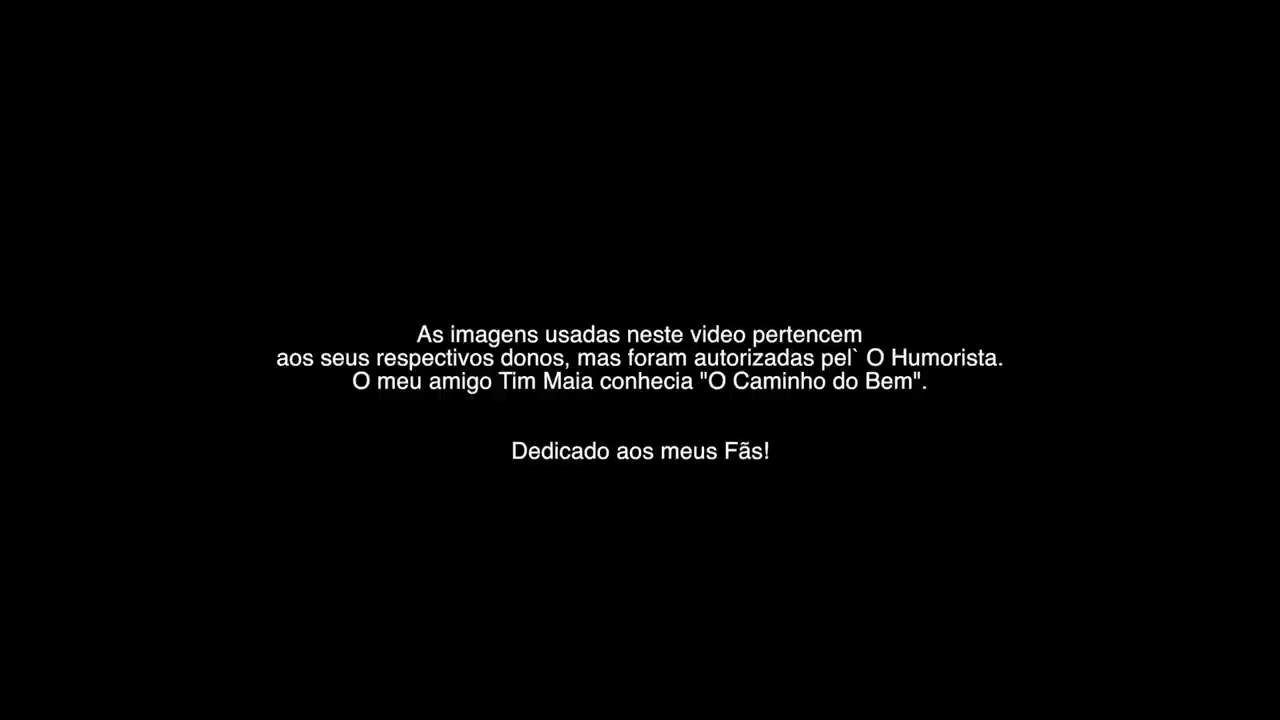 As imagens usadas neste video pertencem
aos seus respectivos donos, mas foram autorizadas pel` O Humorista.
O meu amigo Tim Maia conhecia "O Caminho do Bem".
Dedicado aos meus Fãs!